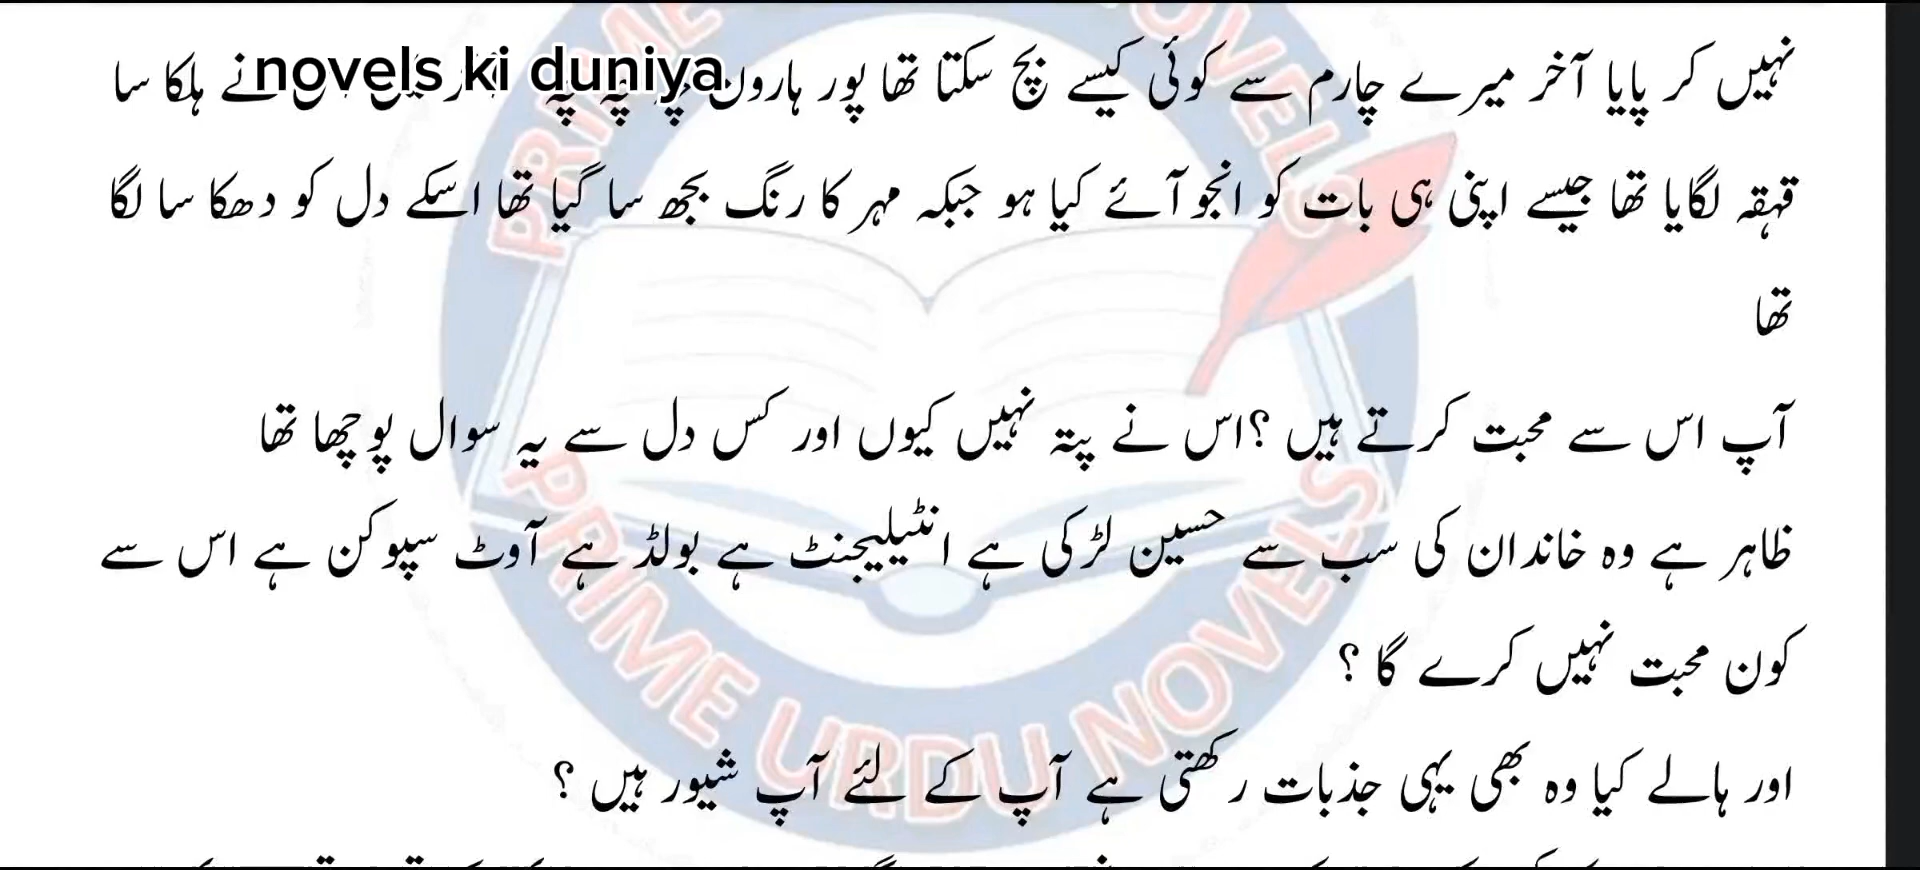 novels ki duniya
نہیں کر پایا آخر میرے چارم سے کوئی کیسے بچ سکتا تھا پور ہارون نے ہلکا سا
قہقہ لگایا تھا جیسے اپنی ہی بات کو انجوآئے کیا ہو جبکہ مہر کا رنگ بجھ سا گیا تھا اسکے دل کو دھکا سا لگا
تھا
آپ اس سے محبت کرتے ہیں ؟اس نے پتہ نہیں کیوں اور کس دل سے یہ سوال پوچھا تھا
ظاہر ہے وہ خاندان کی سب سے حسین لڑکی ہے انٹیلیجنٹ ہے بولڈ ہے آوٹ سپوکن ہے اس سے
کون محبت نہیں کرے گا ؟
اور ہالے کیا وہ بھی یہی جذبات رکھتی ہے آپ کے لئے آپ شیور ہیں ؟
PRIME URDU NOVELS